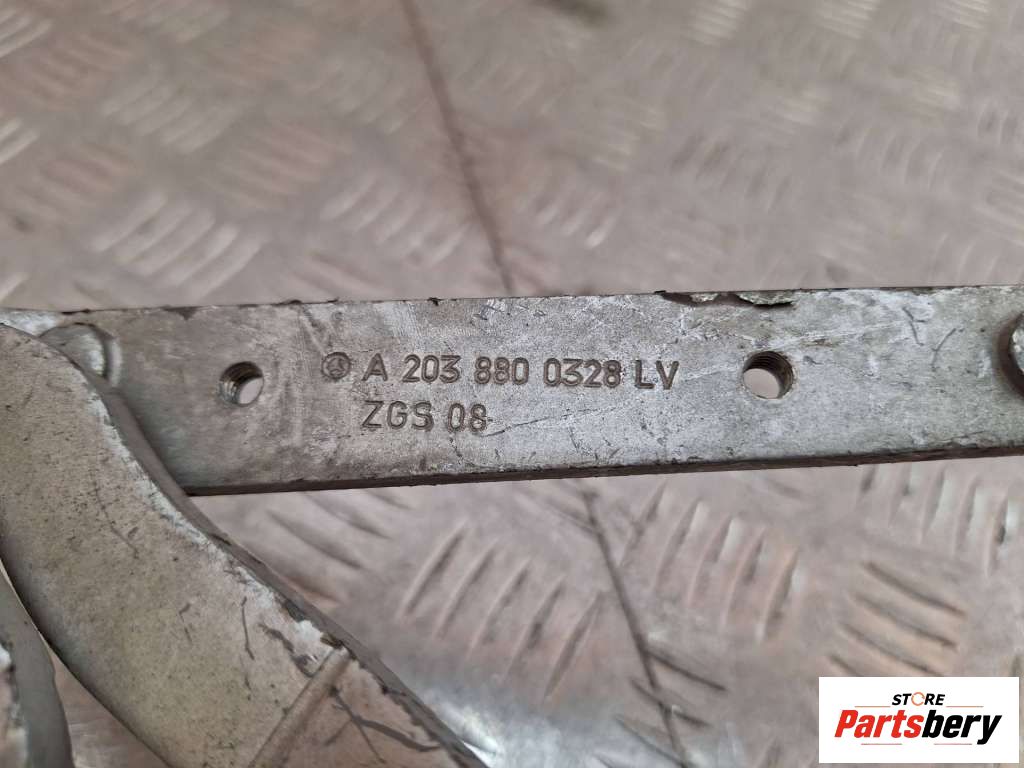 A 203 880 0328 LV
ZGS 08
STORE
Partsbery